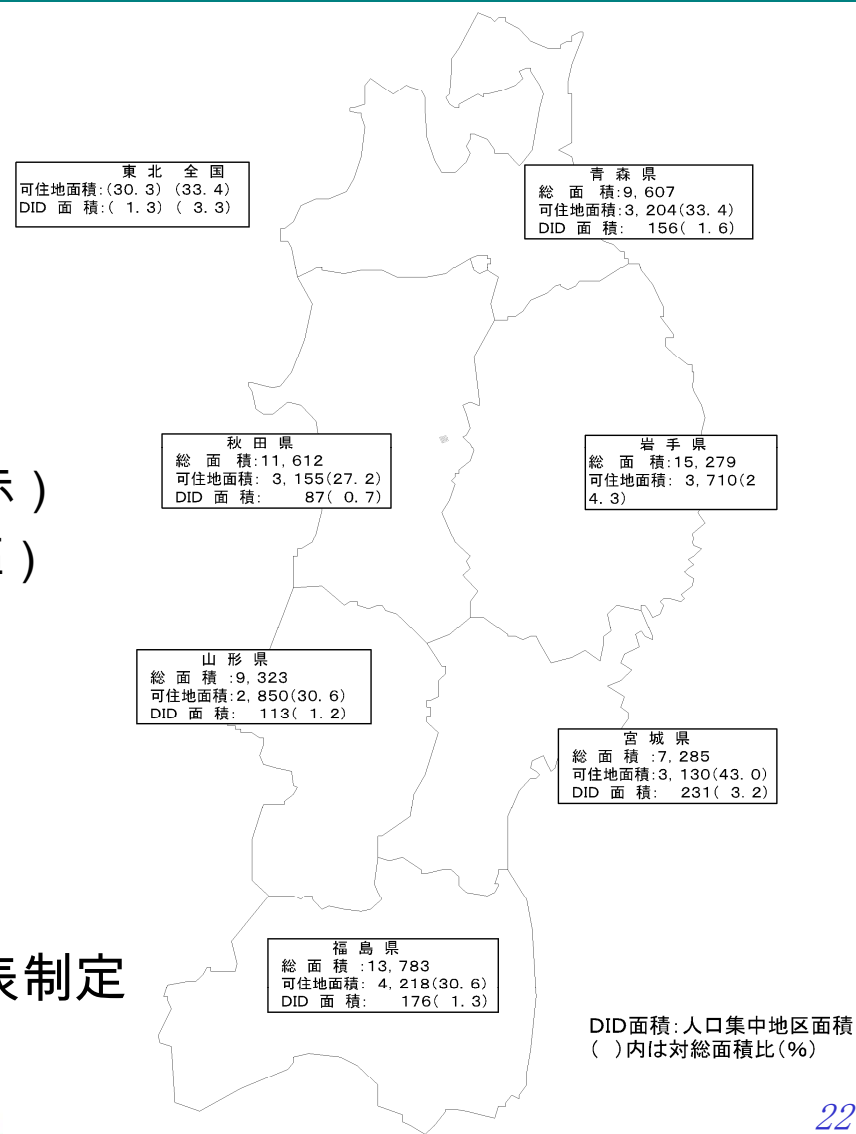 東 北 全 国
可住地面積:(30.3) (33.4)
DID 面 積:( 1.3) ( 3.3)
青 森 県
総 面 積:9,607
可住地面積:3,204(33.4)
DID 面 積: 156( 1.6)
秋 田 県
総 面 積:11,612
可住地面積: 3,155(27.2)
DID 面 積: 87( 0.7)
岩 手 県
総 面 積:15,279
可住地面積: 3,710(2
4.3)
)
)
山 形 県
総 面 積 :9,323
可住地面積:2,850(30.6)
DID 面 積: 113( 1.2)
宮 城 県
総 面 積 :7,285
可住地面積:3,130(43.0)
DID 面 積: 231( 3.2)
表制定
福 島 県
総 面 積 :13,783
可住地面積: 4,218(30.6)
DID 面 積: 176( 1.3)
DID面積:人口集中地区面積
( )内は対総面積比(%)
22